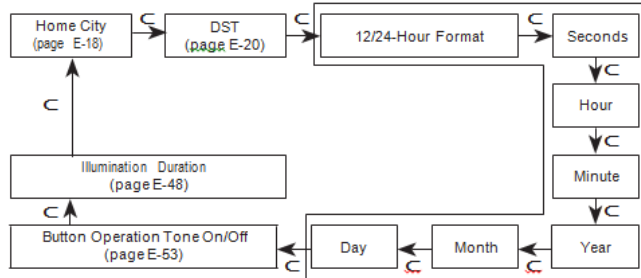 Home City
(page E-18)
C
DST
(page E-20)
C
12/24-Hour Format
C
Seconds
C
Hour
C
Minute
C
Year
C
Month
C
Day
C
Button Operation Tone On/Off
(page E-53)
C
Illumination Duration
(page E-48)
C